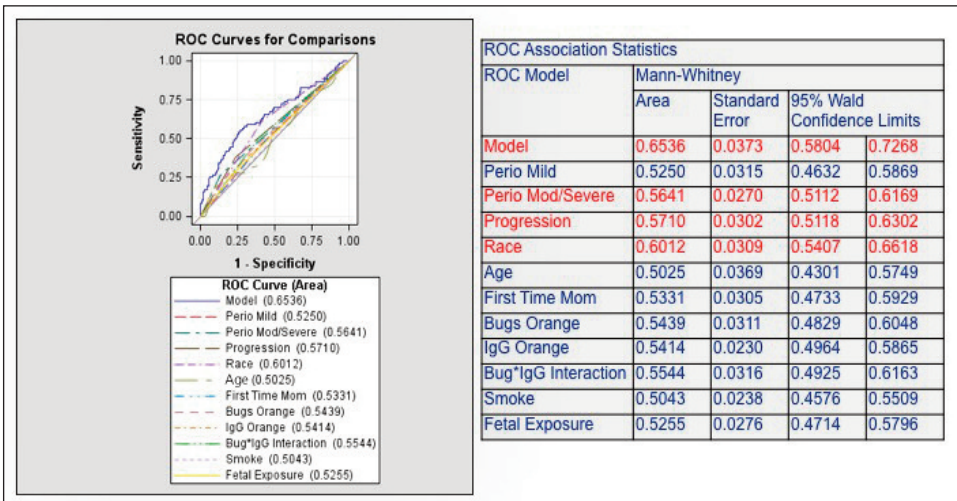 ROC Curves for Comparisons
1.00
0.75
0.50
0.25
0.00
Sensitivity
0.00 0.25 0.50 0.75 1.00
1 - Specificity
ROC Curve (Area)
Model (0.6536)
Perio Mild (0.5250)
Perio Mod/Severe (0.5641)
Progression (0.5710)
Race (0.6012)
Age (0.5025)
First Time Mom (0.5331)
Bugs Orange (0.5439)
IgG Orange (0.5414)
Bug*IgG Interaction (0.5544)
Smoke (0.5043)
Fetal Exposure (0.5255)
ROC Association Statistics
ROC Model Mann-Whitney
Area Standard Error 95% Wald Confidence Limits
Model 0.6536 0.0373 0.5804 0.7268
Perio Mild 0.5250 0.0315 0.4632 0.5869
Perio Mod/Severe 0.5641 0.0270 0.5112 0.6169
Progression 0.5710 0.0302 0.5118 0.6302
Race 0.6012 0.0309 0.5407 0.6618
Age 0.5025 0.0369 0.4301 0.5749
First Time Mom 0.5331 0.0305 0.4733 0.5929
Bugs Orange 0.5439 0.0311 0.4829 0.6048
IgG Orange 0.5414 0.0230 0.4964 0.5865
Bug*IgG Interaction 0.5544 0.0316 0.4925 0.6163
Smoke 0.5043 0.0238 0.4576 0.5509
Fetal Exposure 0.5255 0.0276 0.4714 0.5796